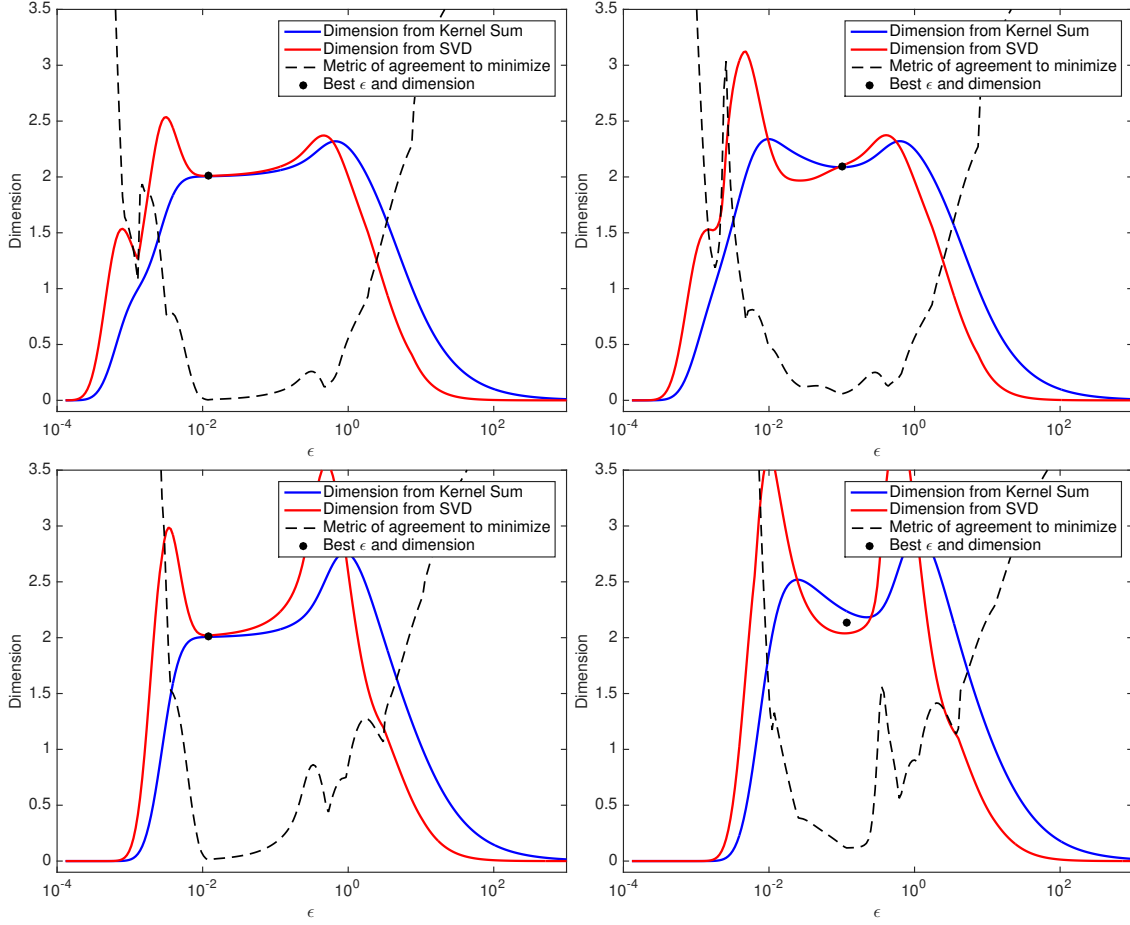 3.5
3
2.5
2
1.5
1
0.5
0
Dimension
10^-4
10^-2
10^0
10^2
ϵ
Dimension from Kernel Sum
Dimension from SVD
Metric of agreement to minimize
Best ϵ and dimension
3.5
3
2.5
2
1.5
1
0.5
0
Dimension
10^-4
10^-2
10^0
10^2
ϵ
Dimension from Kernel Sum
Dimension from SVD
Metric of agreement to minimize
Best ϵ and dimension
3.5
3
2.5
2
1.5
1
0.5
0
Dimension
10^-4
10^-2
10^0
10^2
ϵ
Dimension from Kernel Sum
Dimension from SVD
Metric of agreement to minimize
Best ϵ and dimension
3.5
3
2.5
2
1.5
1
0.5
0
Dimension
10^-4
10^-2
10^0
10^2
ϵ
Dimension from Kernel Sum
Dimension from SVD
Metric of agreement to minimize
Best ϵ and dimension